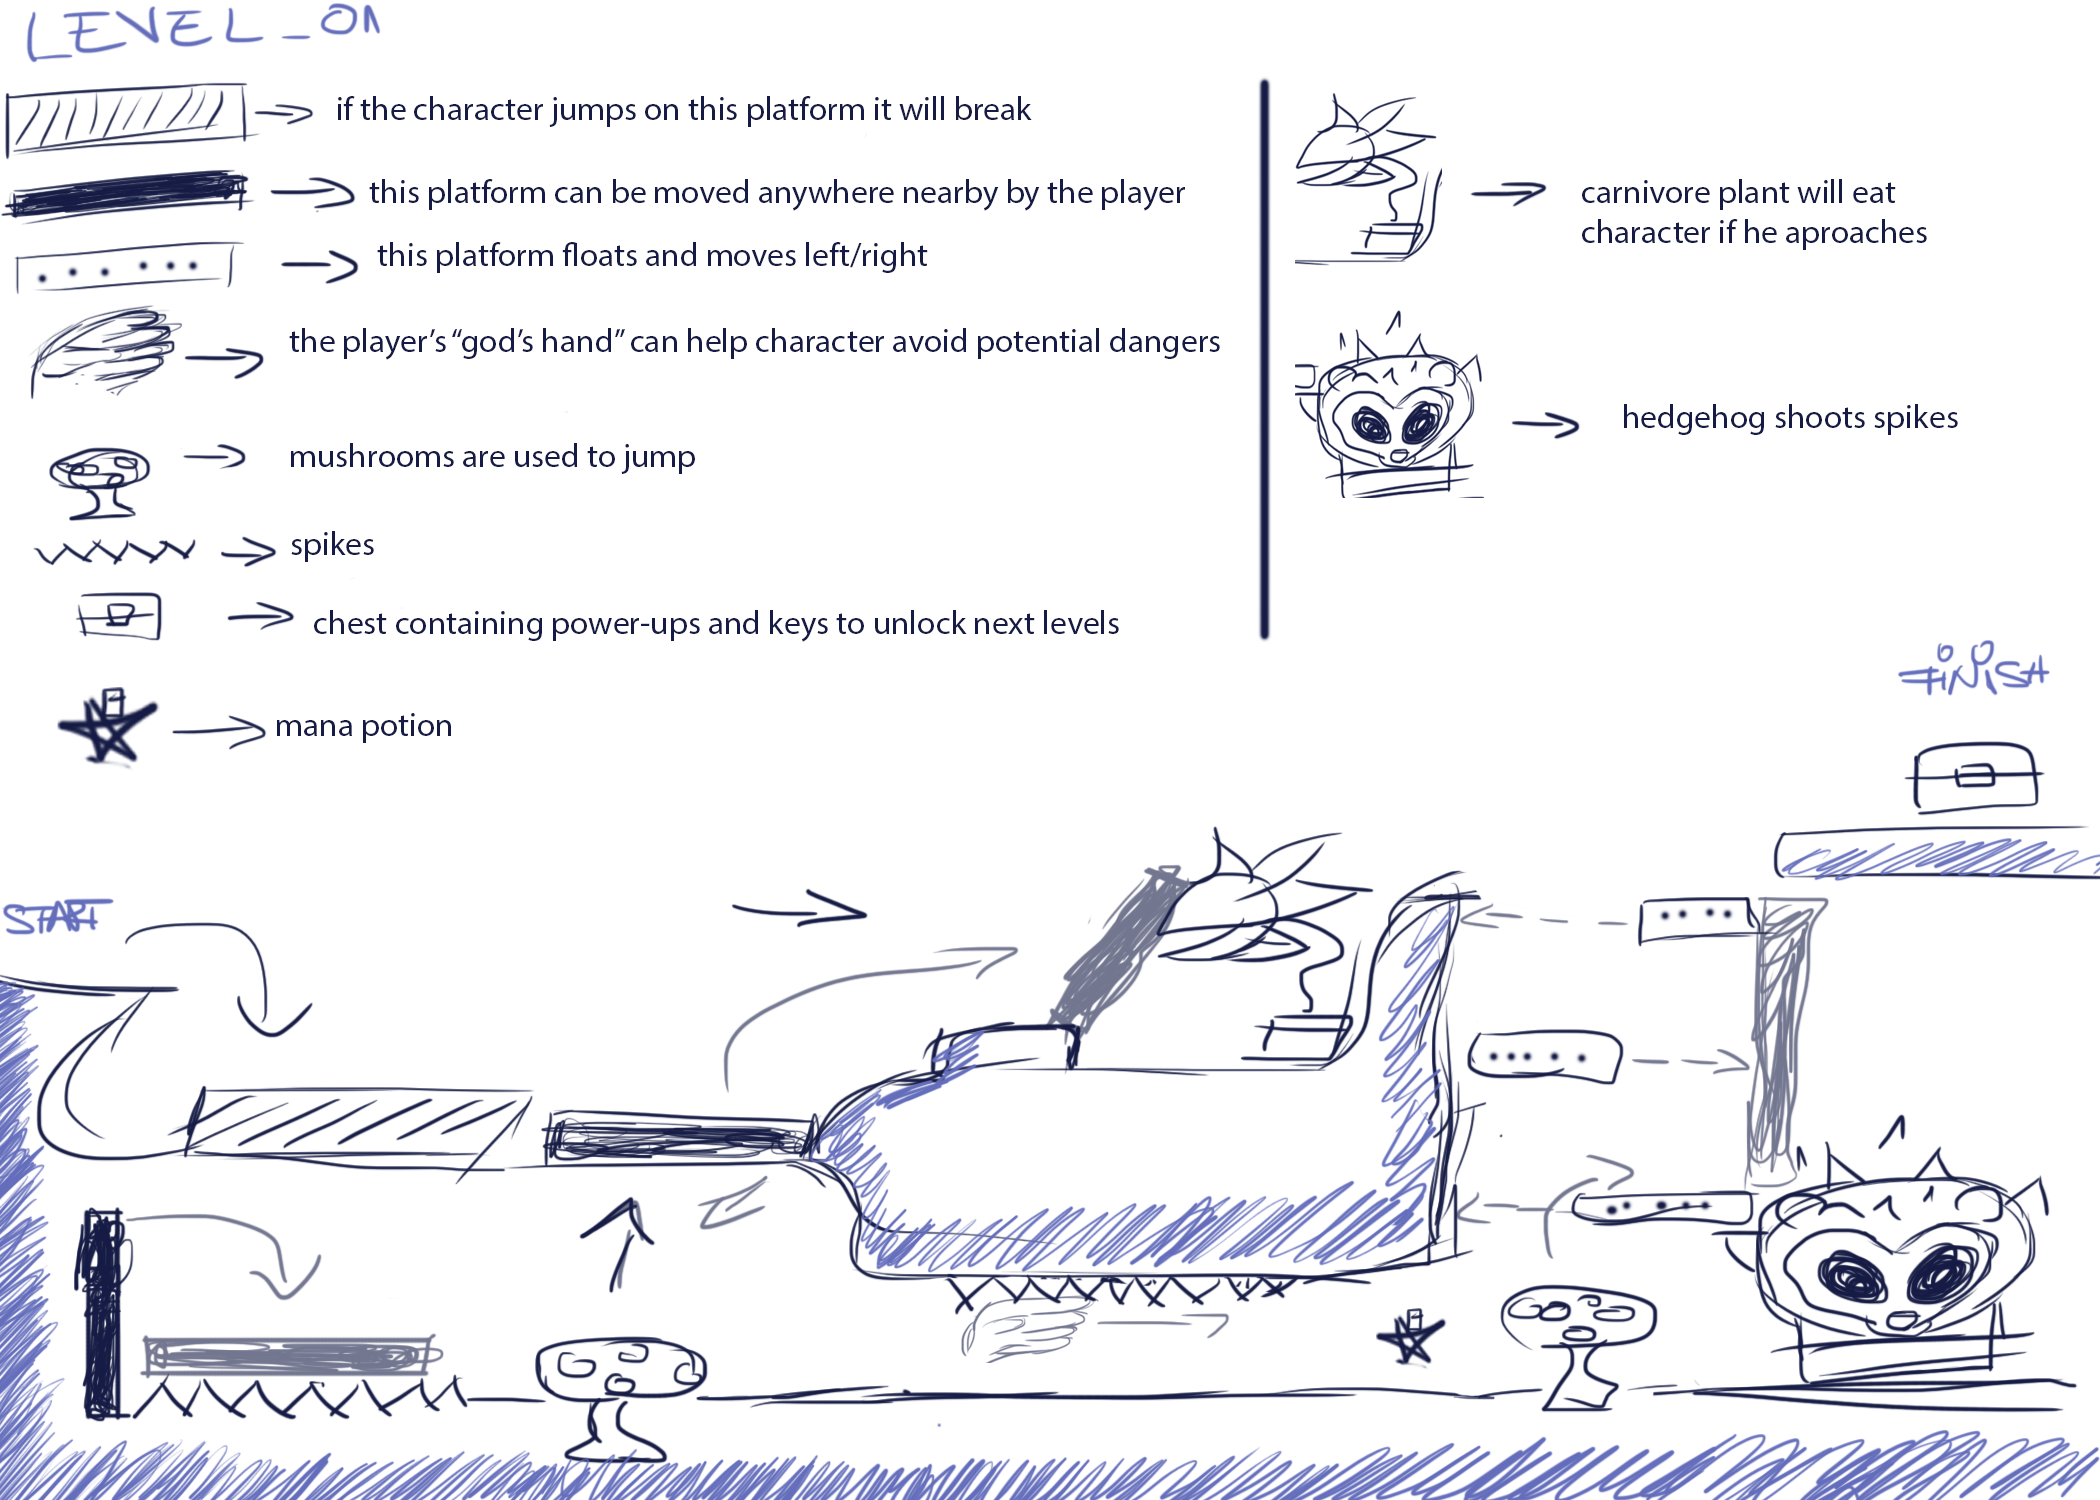 LEVEL_01
if the character jumps on this platform it will break
this platform can be moved anywhere nearby by the player
this platform floats and moves left/right
the player's “god's hand” can help character avoid potential dangers
mushrooms are used to jump
spikes
chest containing power-ups and keys to unlock next levels
mana potion
carnivore plant will eat
character if he aproaches
hedgehog shoots spikes
FiNiSH
START